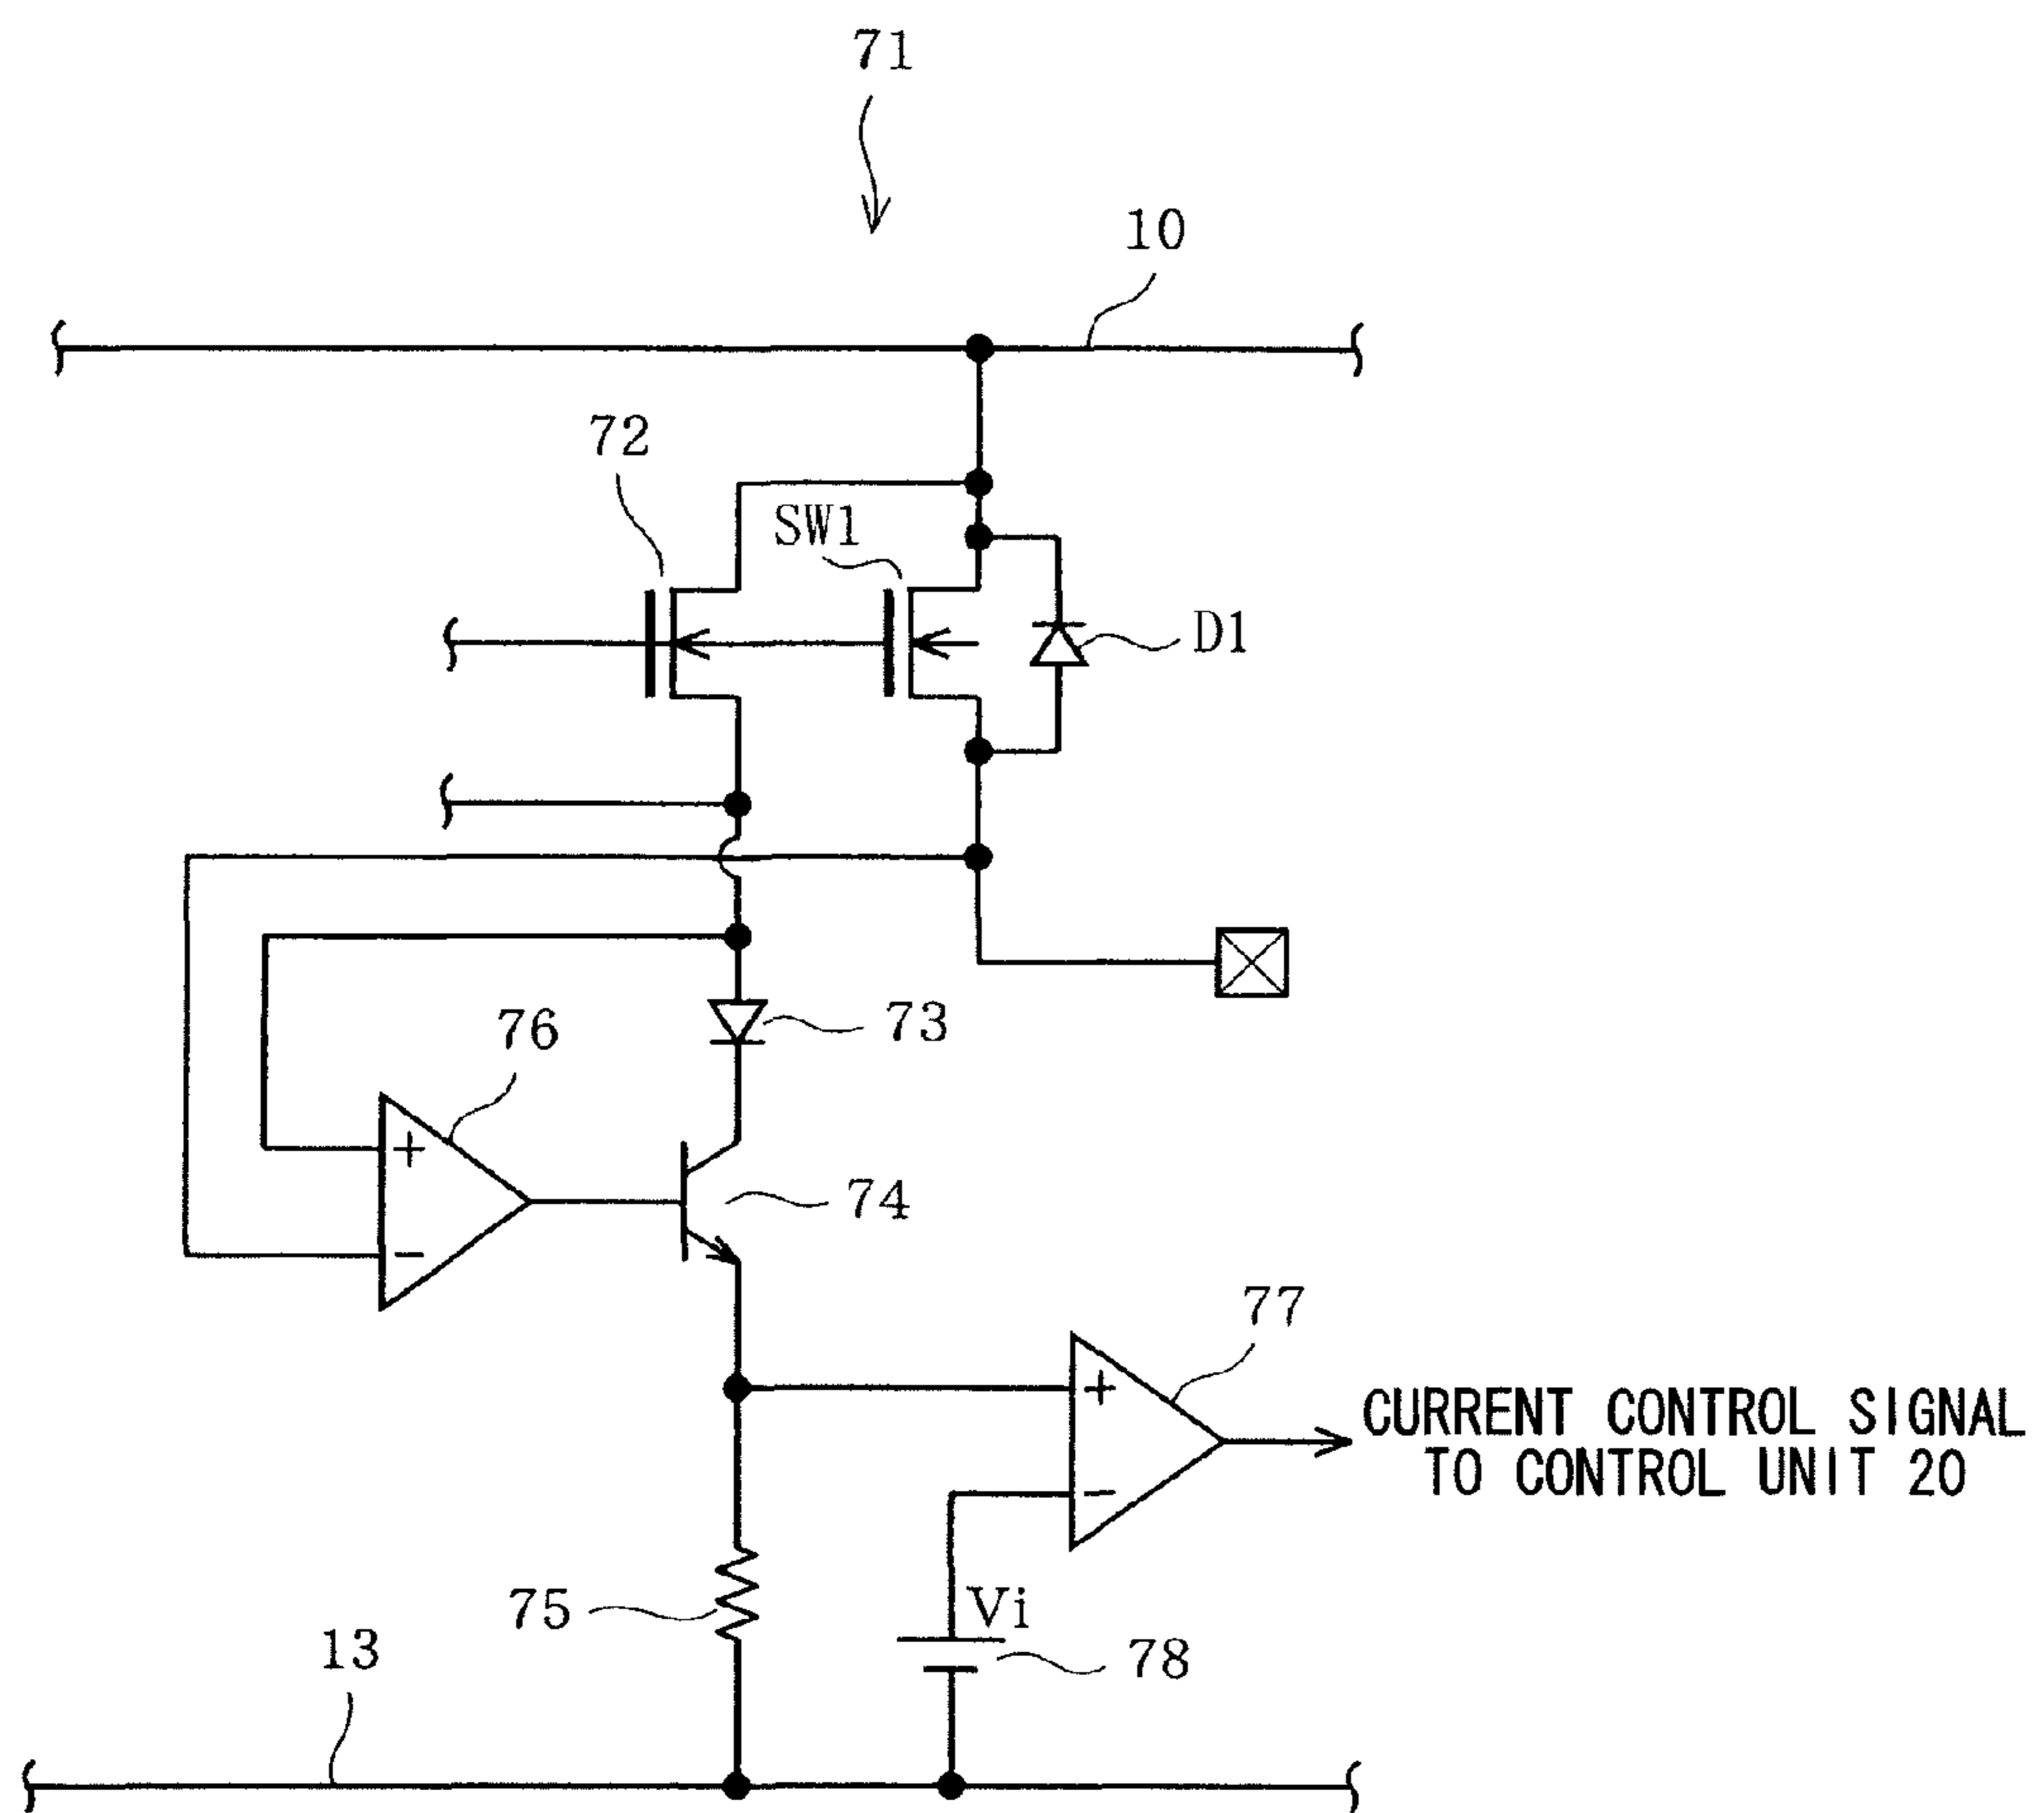 71
10
72
SW1
D1
73
76
74
77
CURRENT CONTROL SIGNAL
TO CONTROL UNIT 20
75
Vi
78
13
+
−
+
−